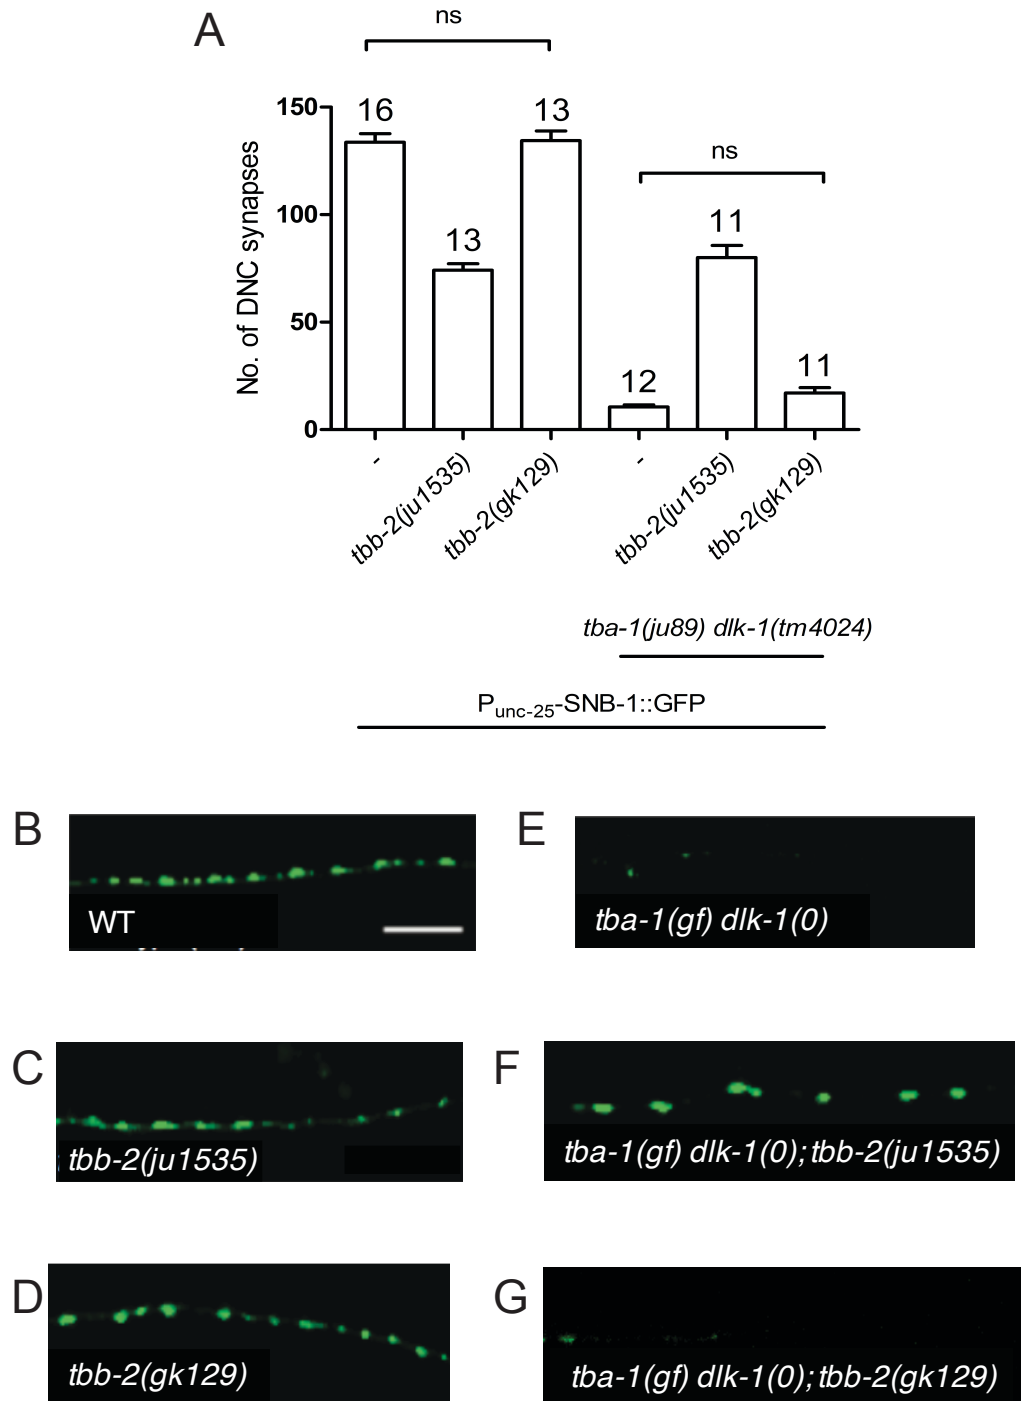 A
ns
ns
No. of DNC synapses
150
100
50
0
16
13
13
12
11
11
-
tbb-2(ju1535)
tbb-2(gk129)
-
tbb-2(ju1535)
tbb-2(gk129)
tba-1(ju89) dlk-1(tm4024)
Punc-25-SNB-1::GFP
B
WT
E
tba-1(gf) dlk-1(0)
C
tbb-2(ju1535)
F
tba-1(gf) dlk-1(0);tbb-2(ju1535)
D
tbb-2(gk129)
G
tba-1(gf) dlk-1(0);tbb-2(gk129)